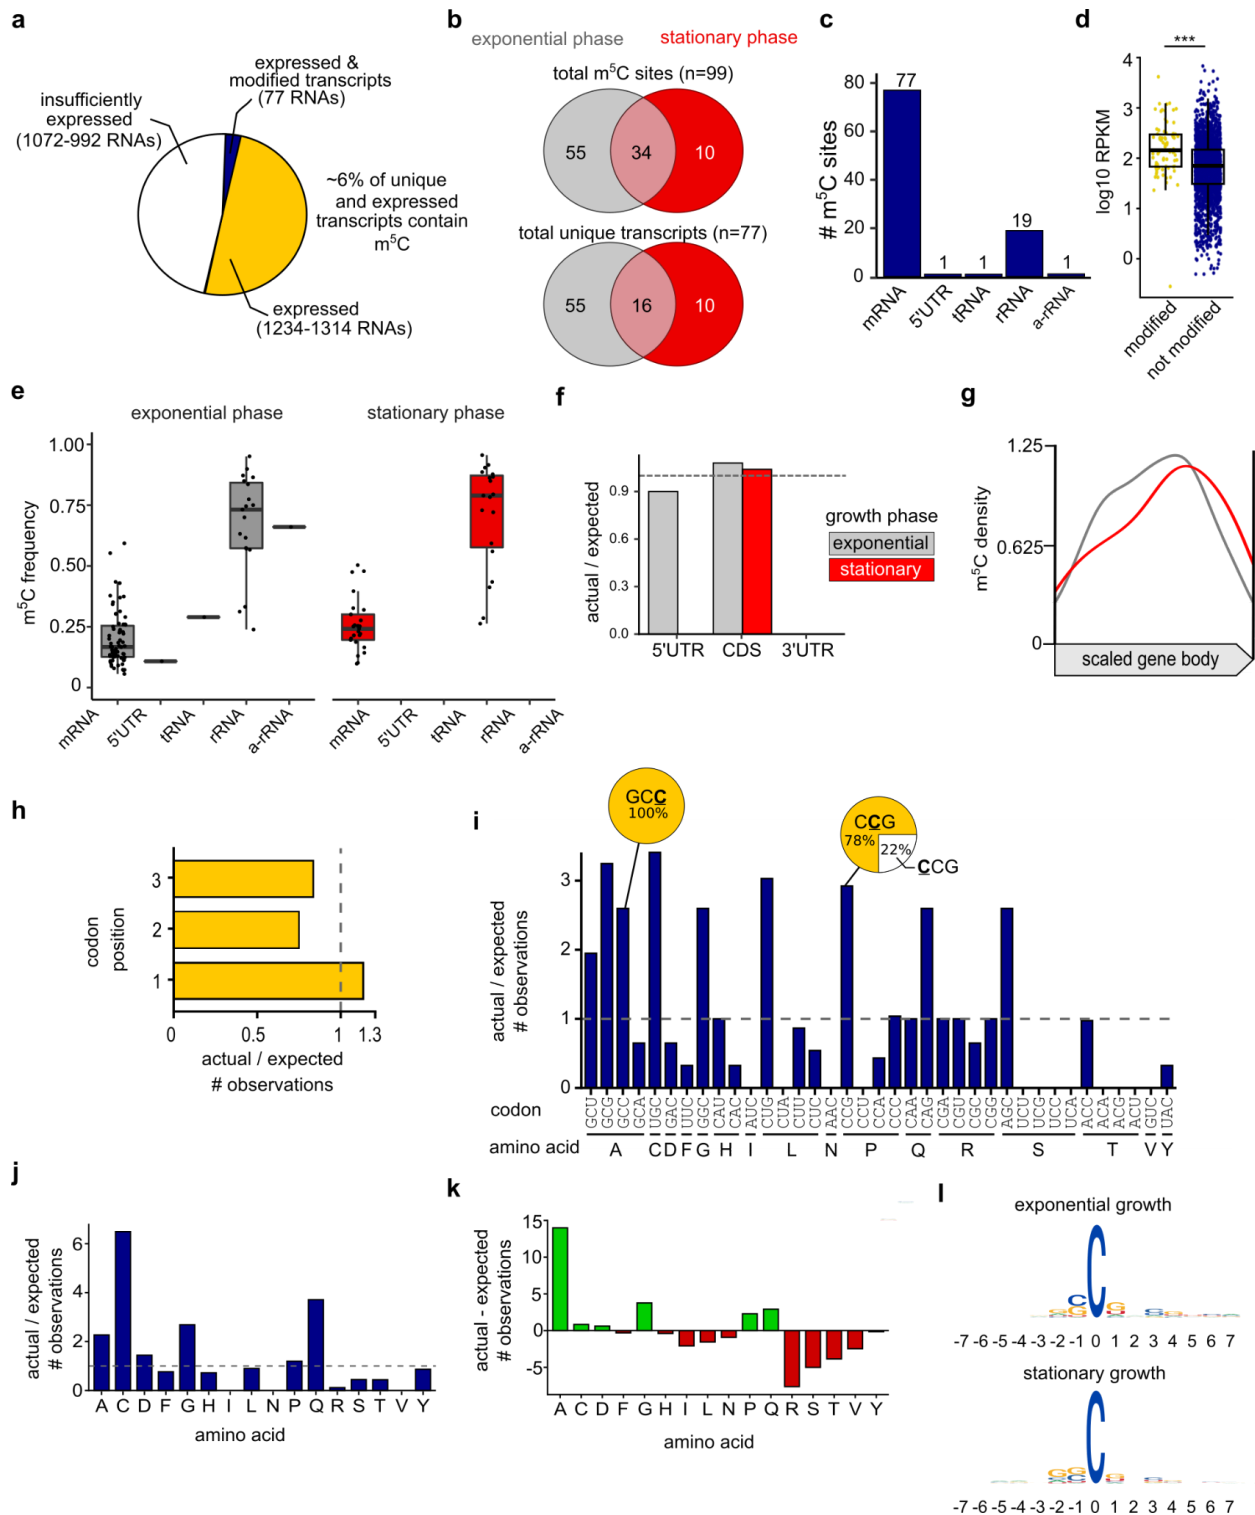 a
expressed &
modified transcripts
(77 RNAs)
insufficiently
expressed
(1072-992 RNAs)
~6% of unique
and expressed
transcripts contain
m⁵C
expressed
(1234-1314 RNAs)
b
exponential phase
stationary phase
total m⁵C sites (n=99)
55 34 10
total unique transcripts (n=77)
55 16 10
c
# m⁵C sites
80
60
40
20
0
77
1
1
19
1
mRNA
5'UTR
tRNA
rRNA
a-rRNA
d
***
log10 RPKM
4
3
2
1
0
modified
not modified
e
exponential phase
stationary phase
m⁵C frequency
1.00
0.75
0.50
0.25
0
mRNA
5'UTR
tRNA
rRNA
a-rRNA
mRNA
5'UTR
tRNA
rRNA
a-rRNA
f
actual / expected
0.9
0.6
0.3
0.0
5'UTR CDS 3'UTR
growth phase
exponential
stationary
g
m⁵C density
1.25
0.625
0
scaled gene body
h
codon
position
3
2
1
0 0.5 1 1.3
actual / expected
# observations
i
GCC
100%
CCG
78%
22%
CCG
actual / expected
# observations
3
2
1
0
codon
GCU GCG GCC GCA UGC GAC UUC GGC CAU CAC AUC CUG CUA CUU CUC AAC CCG CCU CCA CCC CAA CAG CGA CGU CGC CGG AGC UCU UCG UCC UCA ACC ACA ACG ACU GUC UAC
amino acid
A C D F G H I L N P Q R S T V Y
j
actual / expected
# observations
6
4
2
0
A C D F G H I L N P Q R S T V Y
amino acid
k
actual - expected
# observations
15
10
5
0
-5
A C D F G H I L N P Q R S T V Y
amino acid
l
exponential growth
C
-7 -6 -5 -4 -3 -2 -1 0 1 2 3 4 5 6 7
stationary growth
C
-7 -6 -5 -4 -3 -2 -1 0 1 2 3 4 5 6 7